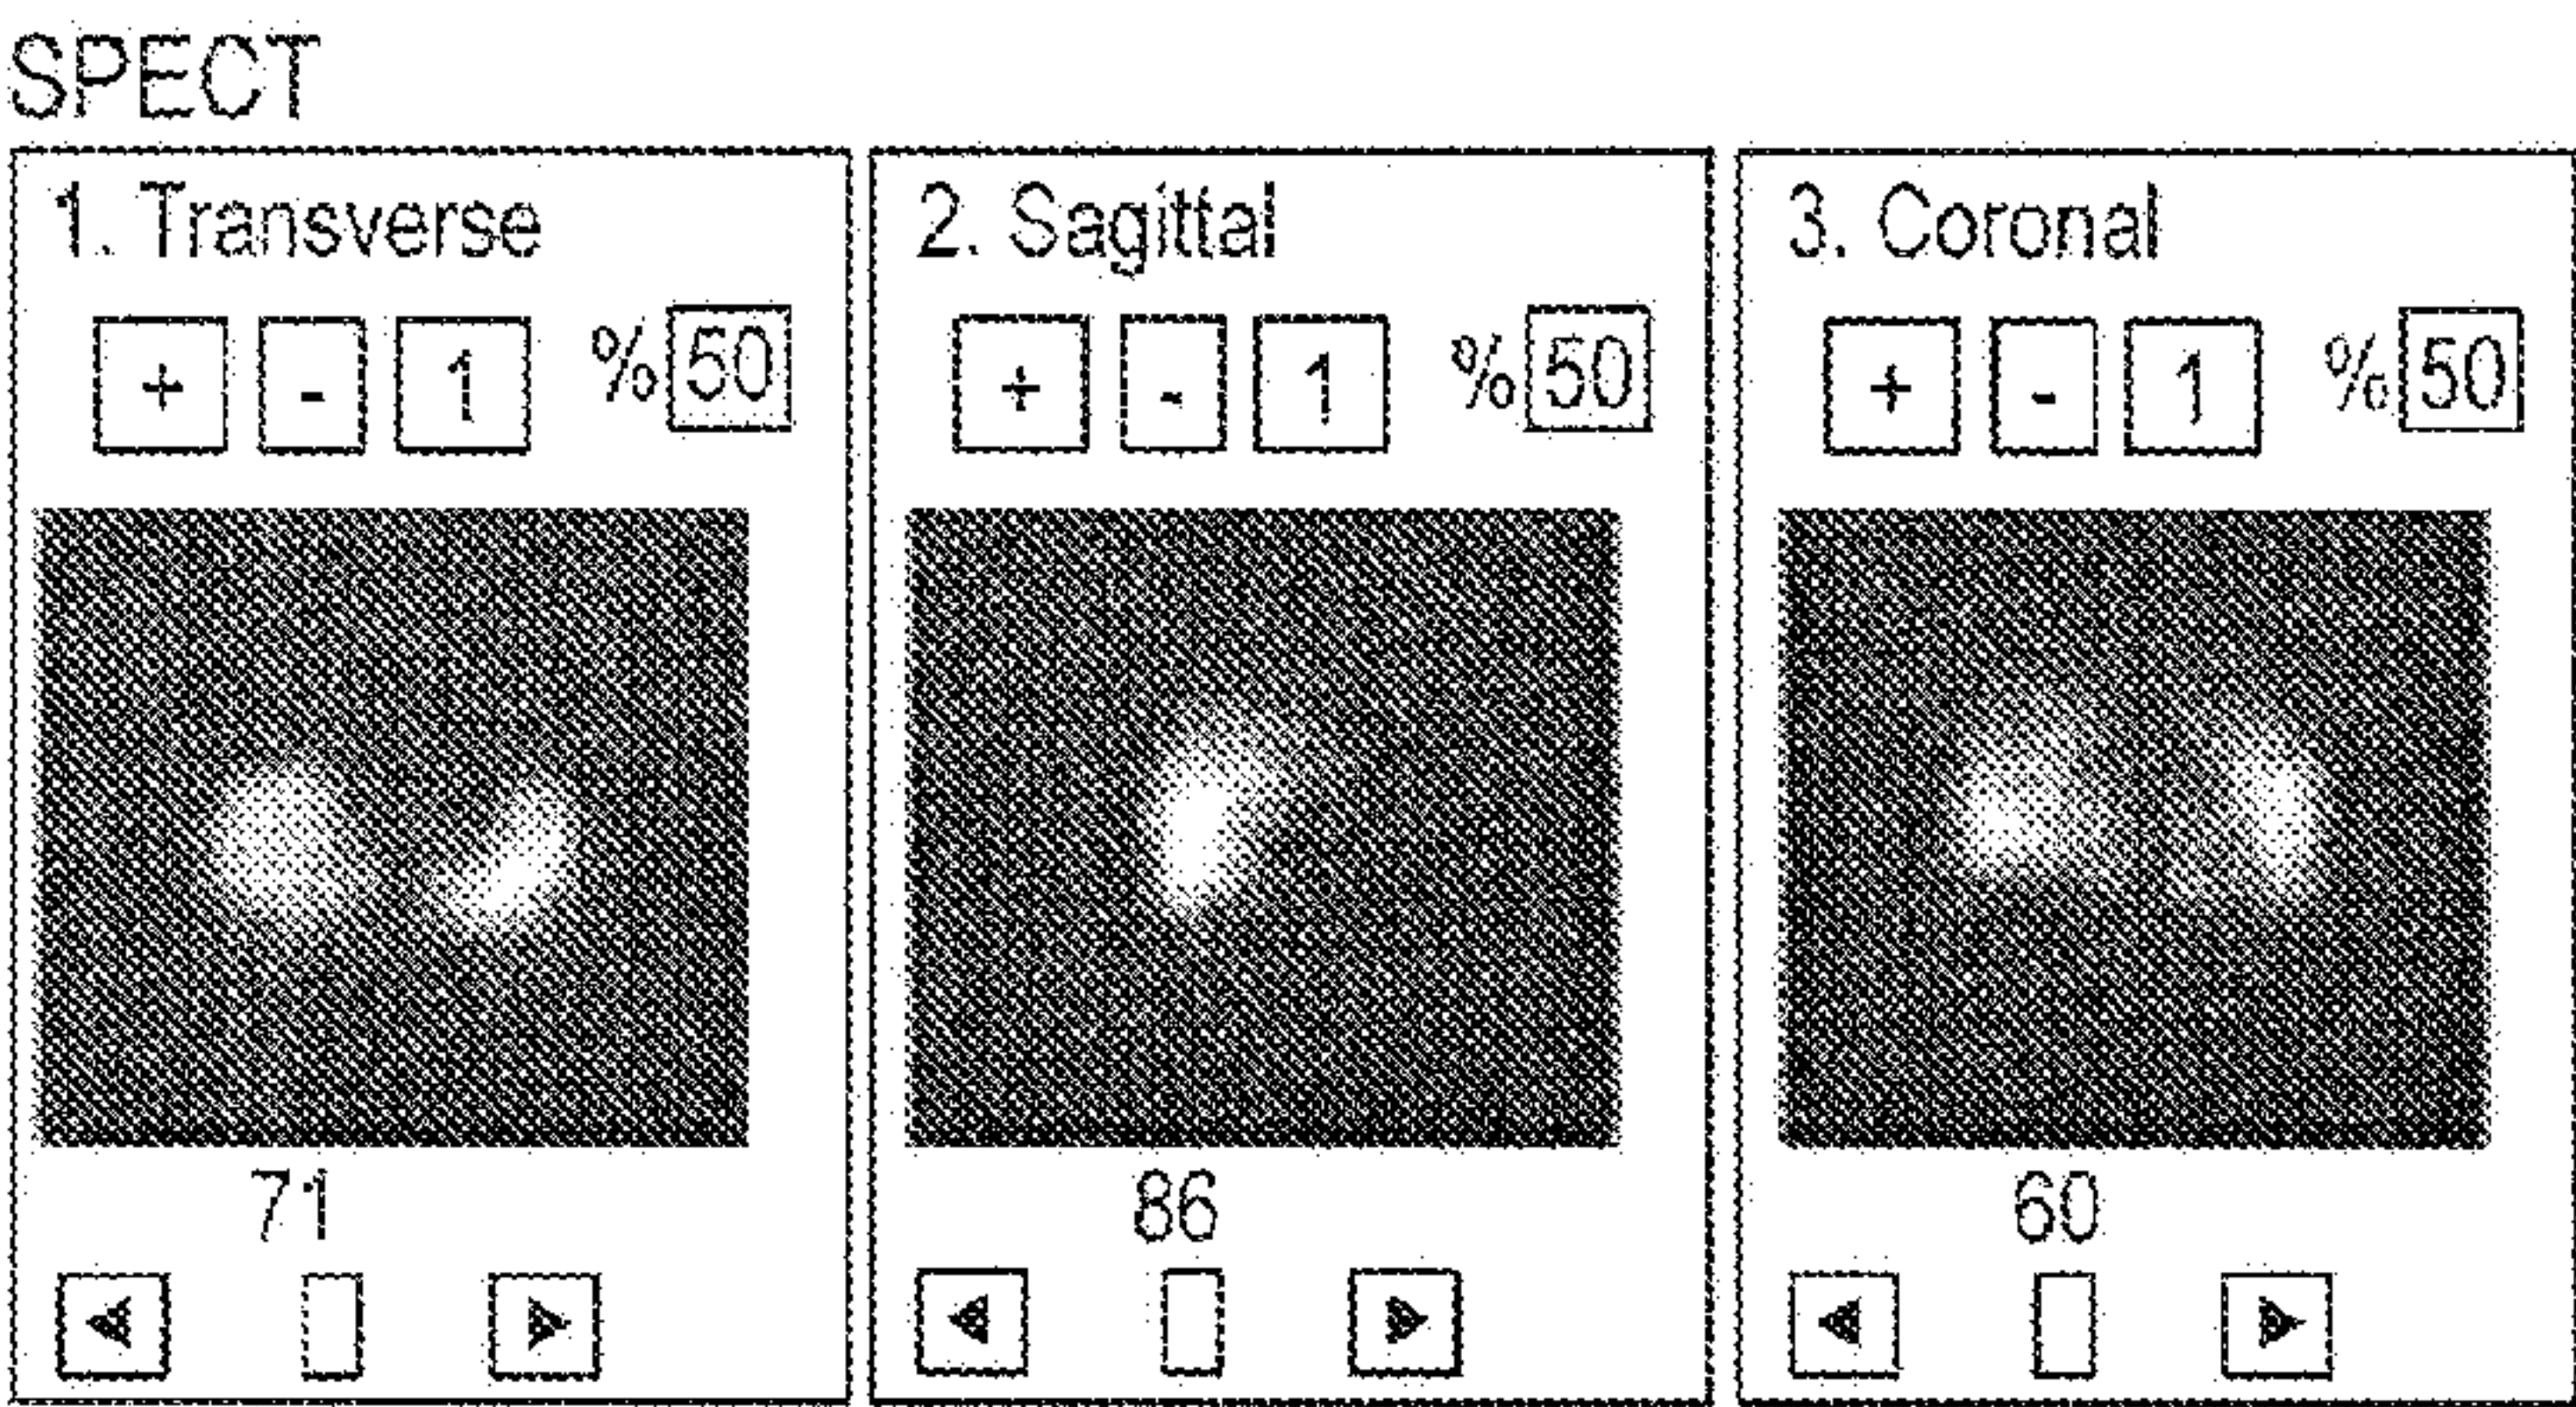 SPECT
1. Transverse
+ - 1 % 50
71
2. Sagittal
+ - 1 % 50
86
3. Coronal
+ - 1 % 50
60